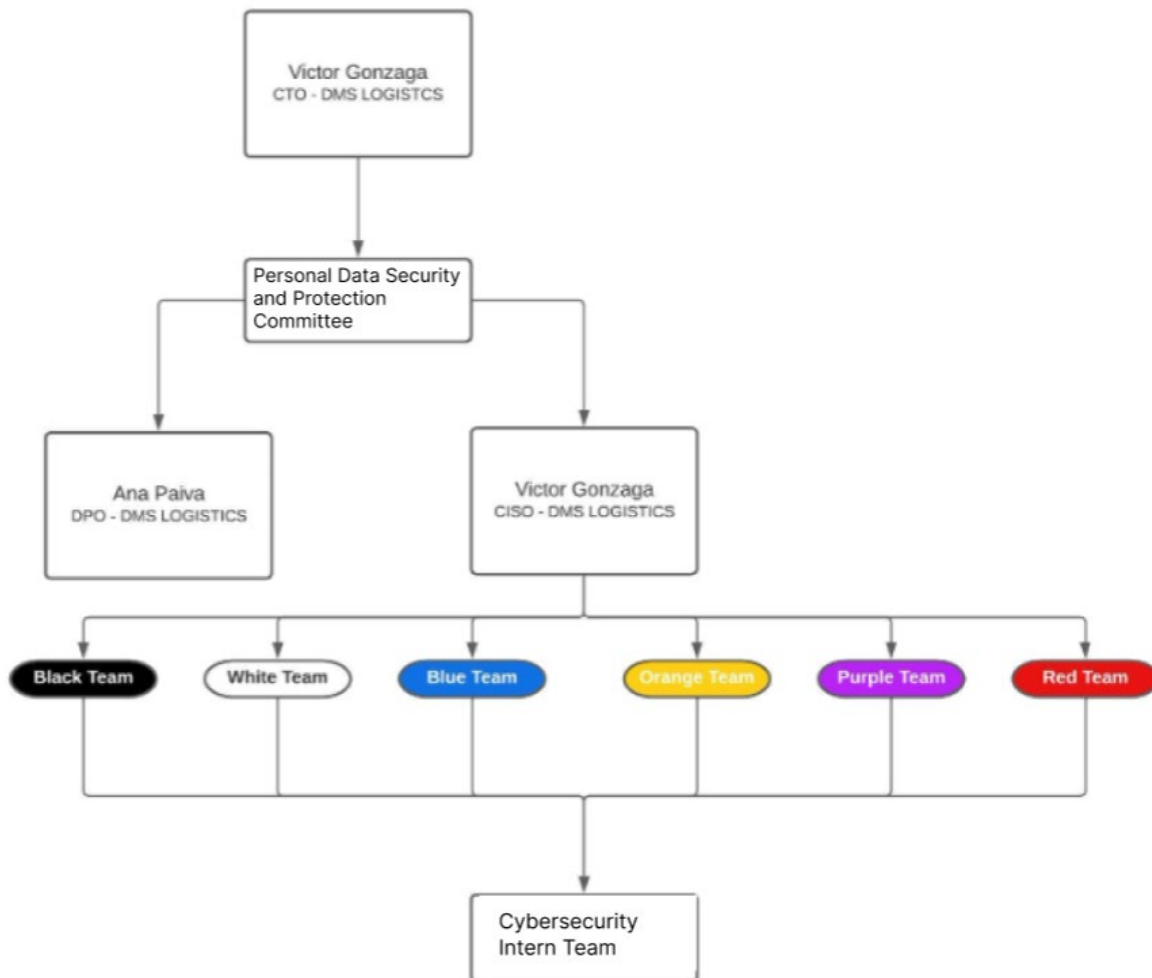 Victor Gonzaga
CTO - DMS LOGISTCS
Personal Data Security
and Protection
Committee
Ana Paiva
DPO - DMS LOGISTICS
Victor Gonzaga
CISO - DMS LOGISTICS
Black Team
White Team
Blue Team
Orange Team
Purple Team
Red Team
Cybersecurity
Intern Team